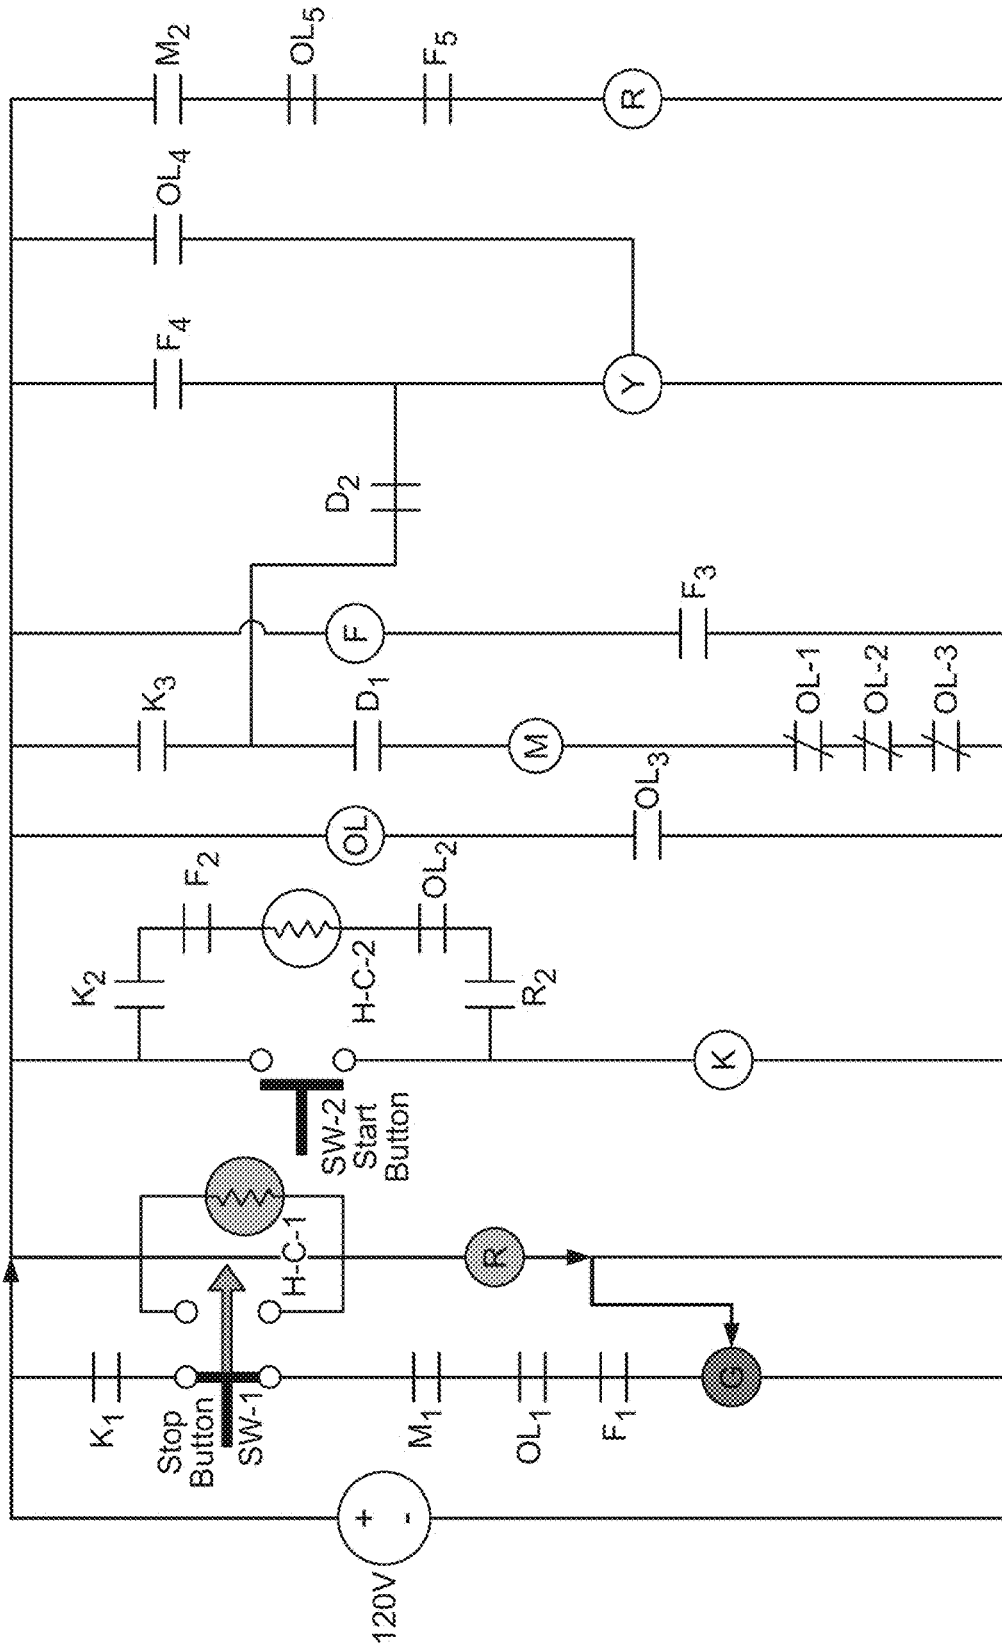 120V
+
-
K1
Stop
Button
SW-1
M1
OL1
F1
G
H-C-1
R
SW-2
Start
Button
K2
F2
H-C-2
OL2
R2
K
OL
OL3
K3
D1
M
OL-1
OL-2
OL-3
F
F3
D2
F4
Y
OL4
M2
OL5
F5
R